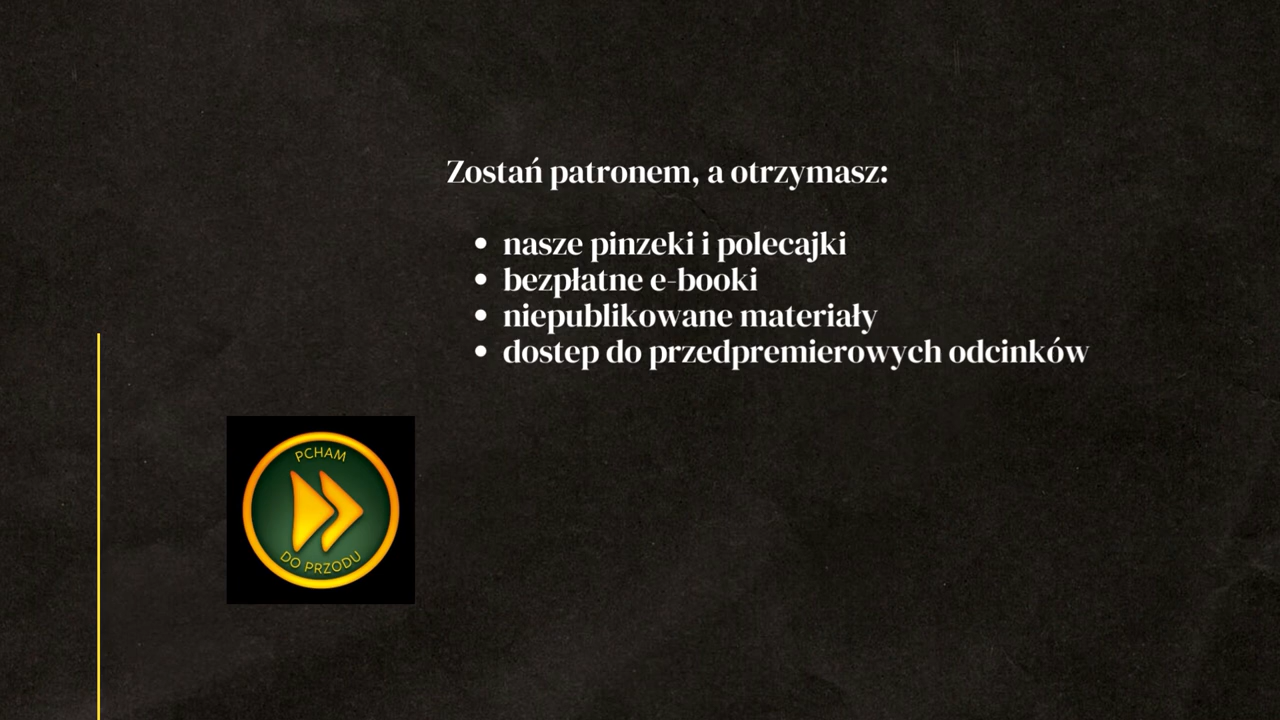 Zostań patronem, a otrzymasz:
nasze pinzeki i polecajki
bezpłatne e-booki
niepublikowane materiały
dostep do przedpremierowych odcinków
PCHAM
DO PRZODU